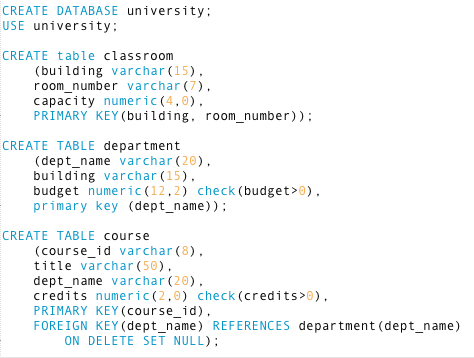 CREATE DATABASE university;
USE university;

CREATE table classroom
    (building varchar(15),
    room_number varchar(7),
    capacity numeric(4,0),
    PRIMARY KEY(building, room_number));

CREATE TABLE department
    (dept_name varchar(20),
    building varchar(15),
    budget numeric(12,2) check(budget>0),
    primary key (dept_name));

CREATE TABLE course
    (course_id varchar(8),
    title varchar(50),
    dept_name varchar(20),
    credits numeric(2,0) check(credits>0),
    PRIMARY KEY(course_id),
    FOREIGN KEY(dept_name) REFERENCES department(dept_name)
        ON DELETE SET NULL);